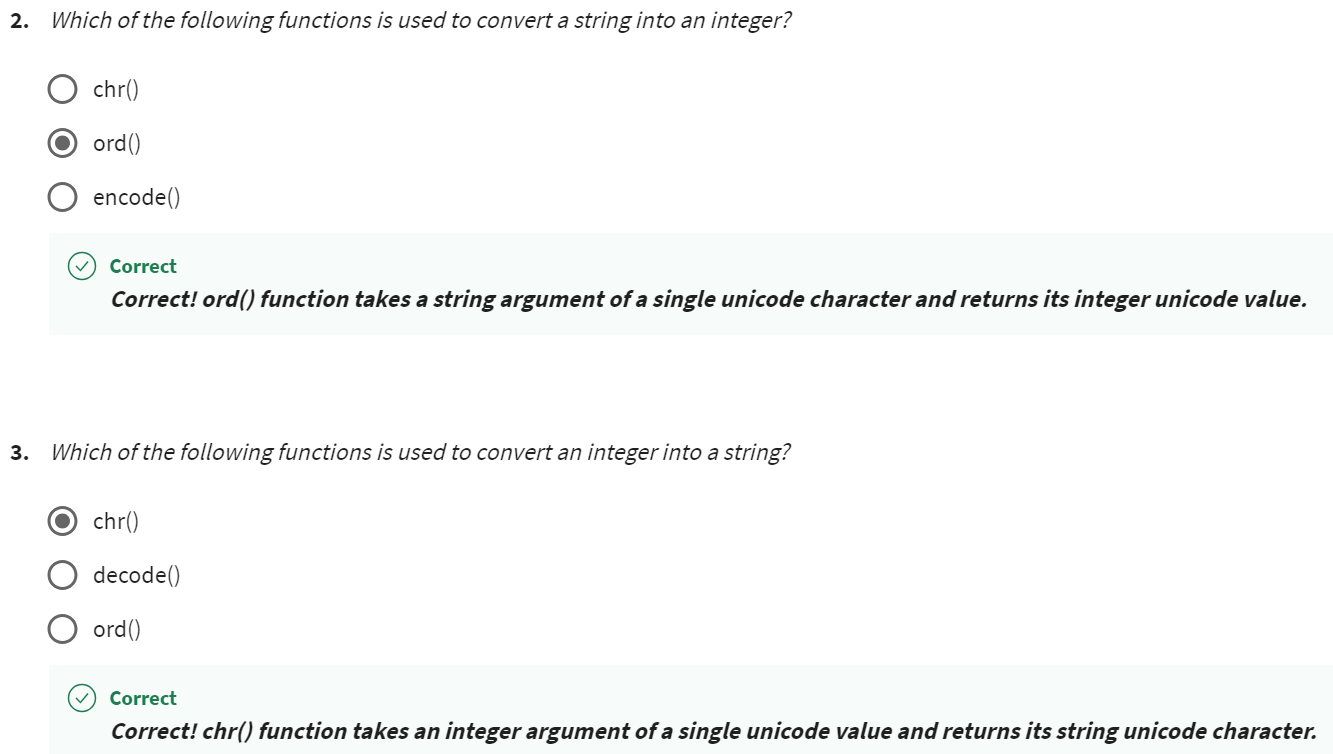 2. Which of the following functions is used to convert a string into an integer?
chr()
ord()
encode()
Correct
Correct! ord() function takes a string argument of a single unicode character and returns its integer unicode value.
3. Which of the following functions is used to convert an integer into a string?
chr()
decode()
ord()
Correct
Correct! chr() function takes an integer argument of a single unicode value and returns its string unicode character.